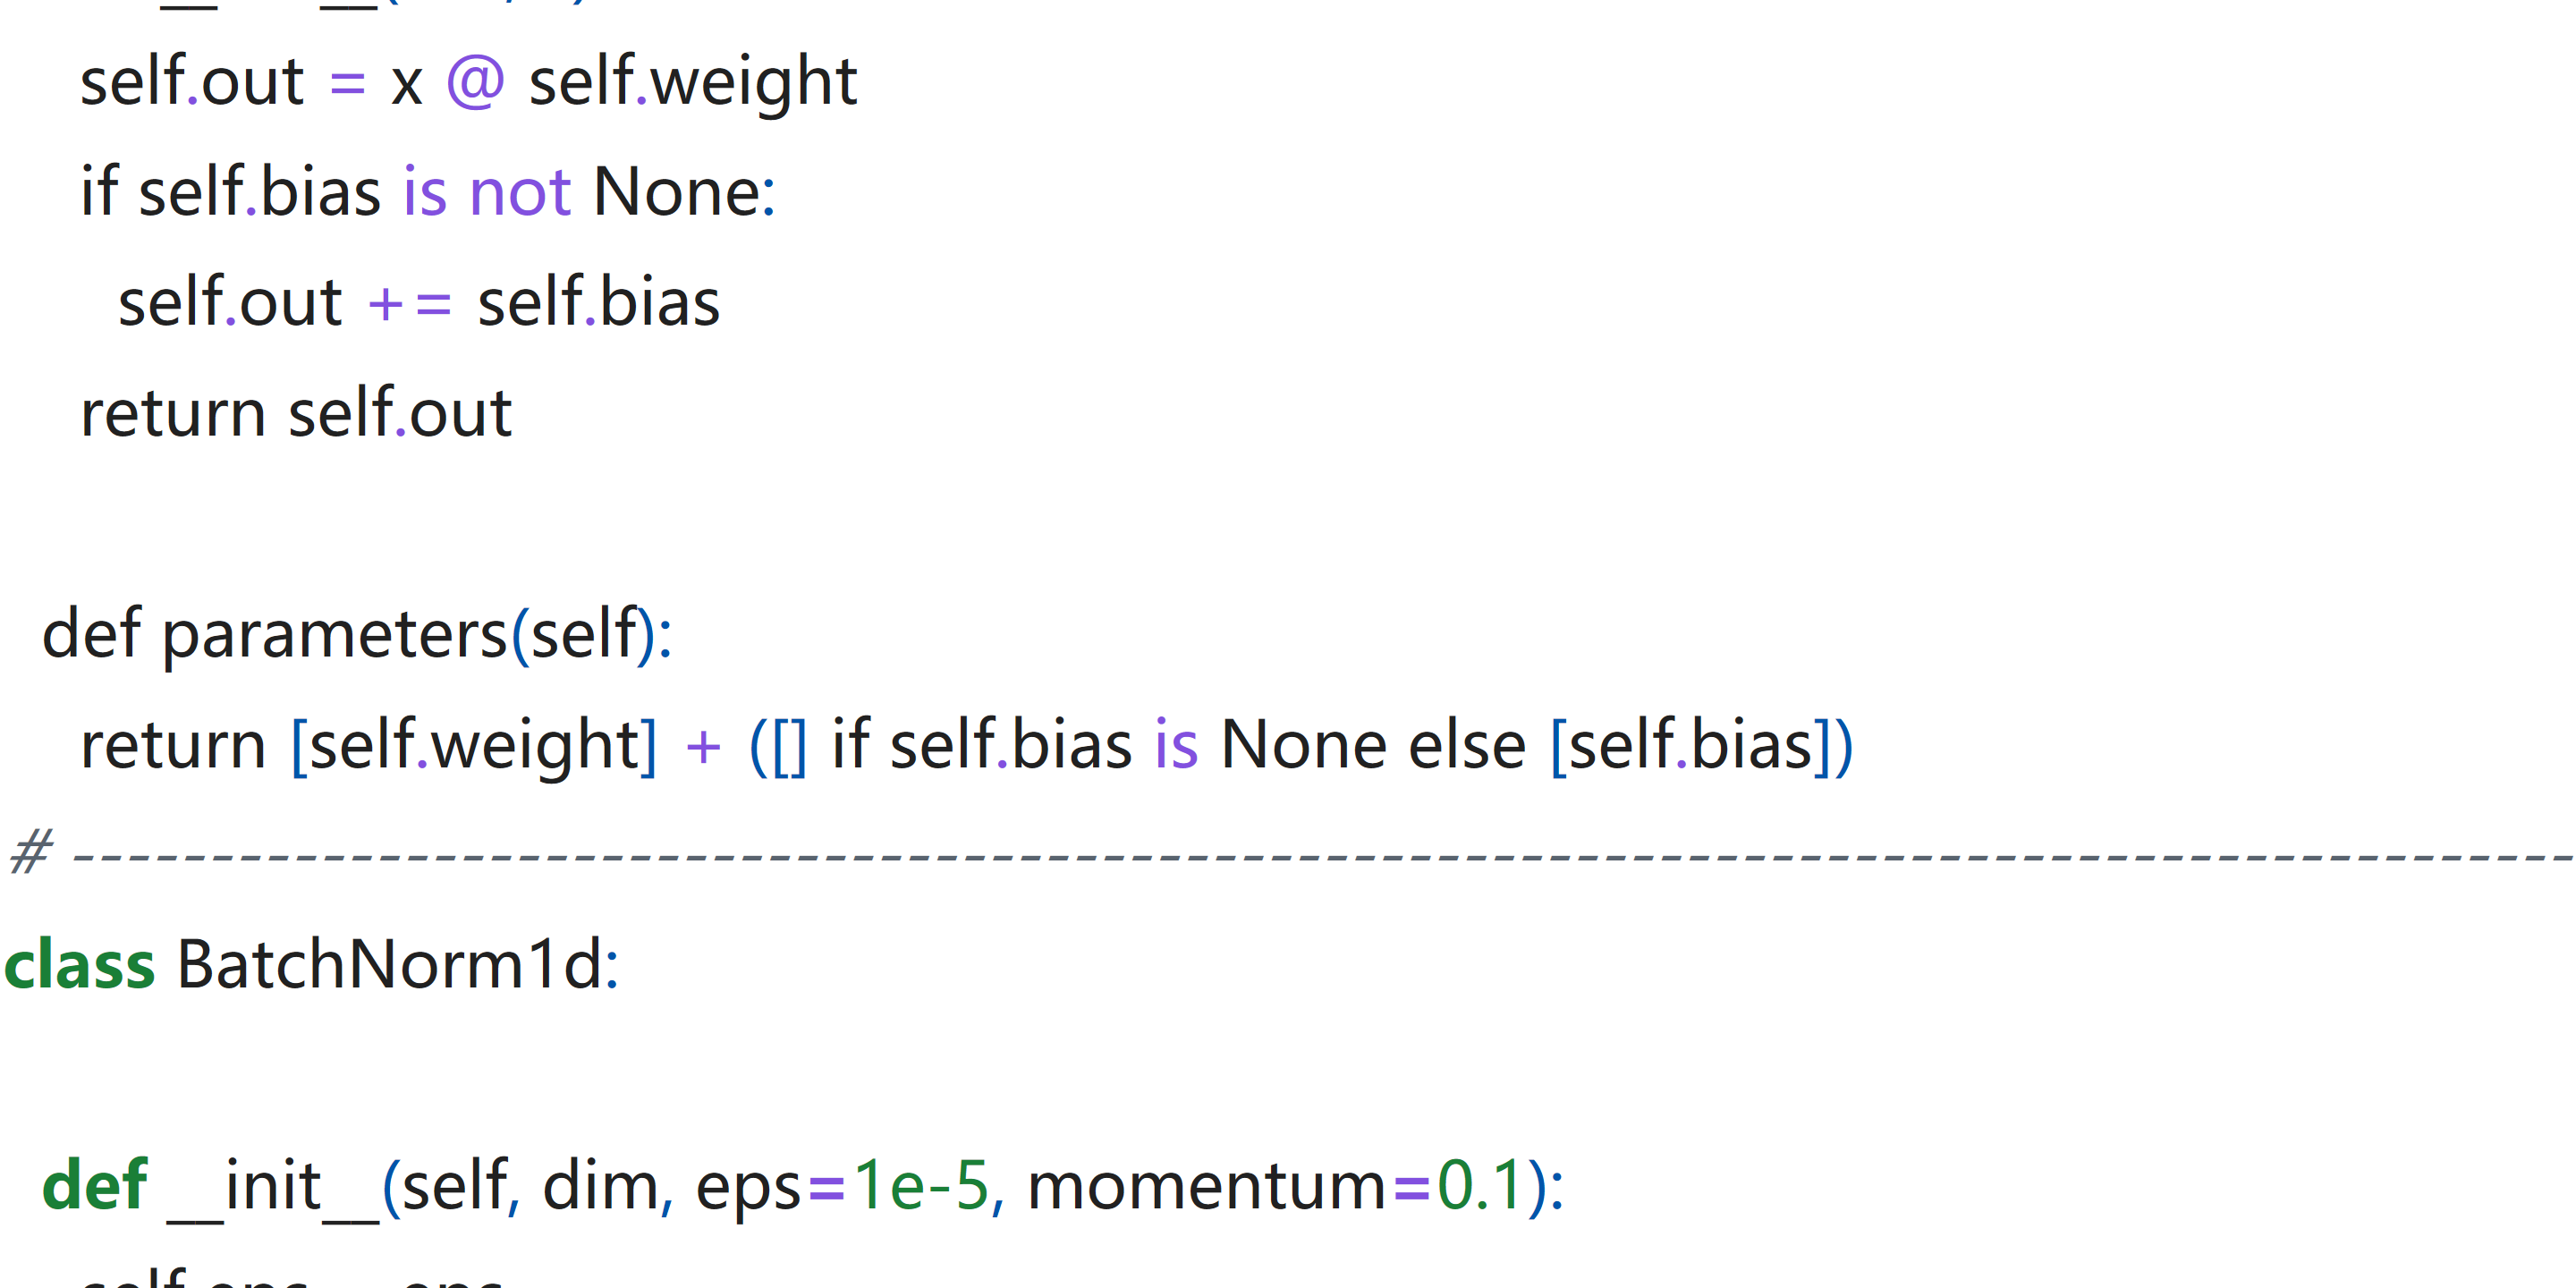 self.out = x @ self.weight
if self.bias is not None:
self.out += self.bias
return self.out
def parameters(self):
return [self.weight] + ([] if self.bias is None else [self.bias])
# -------------------------------------------------------------------------------------------
class BatchNorm1d:
def __init__(self, dim, eps=1e-5, momentum=0.1):